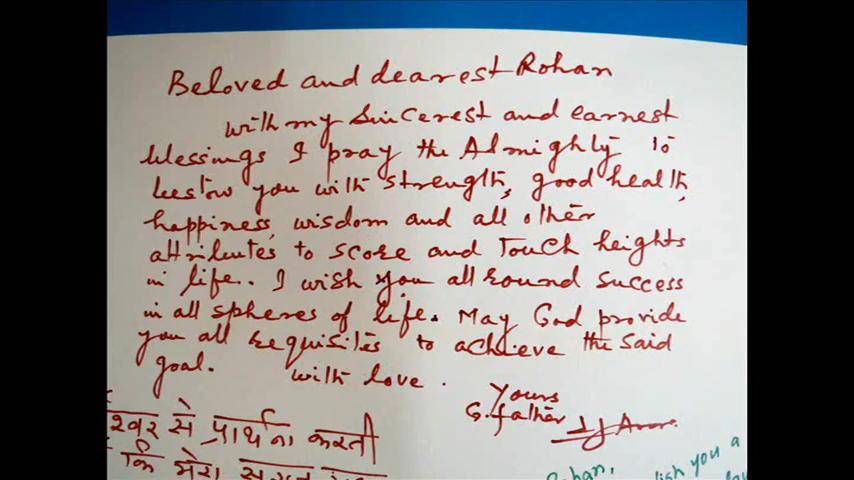 Beloved and dearest Rohan
with my sincerest and earnest
blessings I pray the Almighty to
bestow you with strength, good health,
happiness, wisdom and all other
attributes to score and Touch heights
in life.. I wish you all round success
in all spheres of life. May God provide
you all requisites to achieve the said
goal. with love.
Yours
G.father
श्वर से प्रार्थना करती
कि मेरा
Rohan,
you a